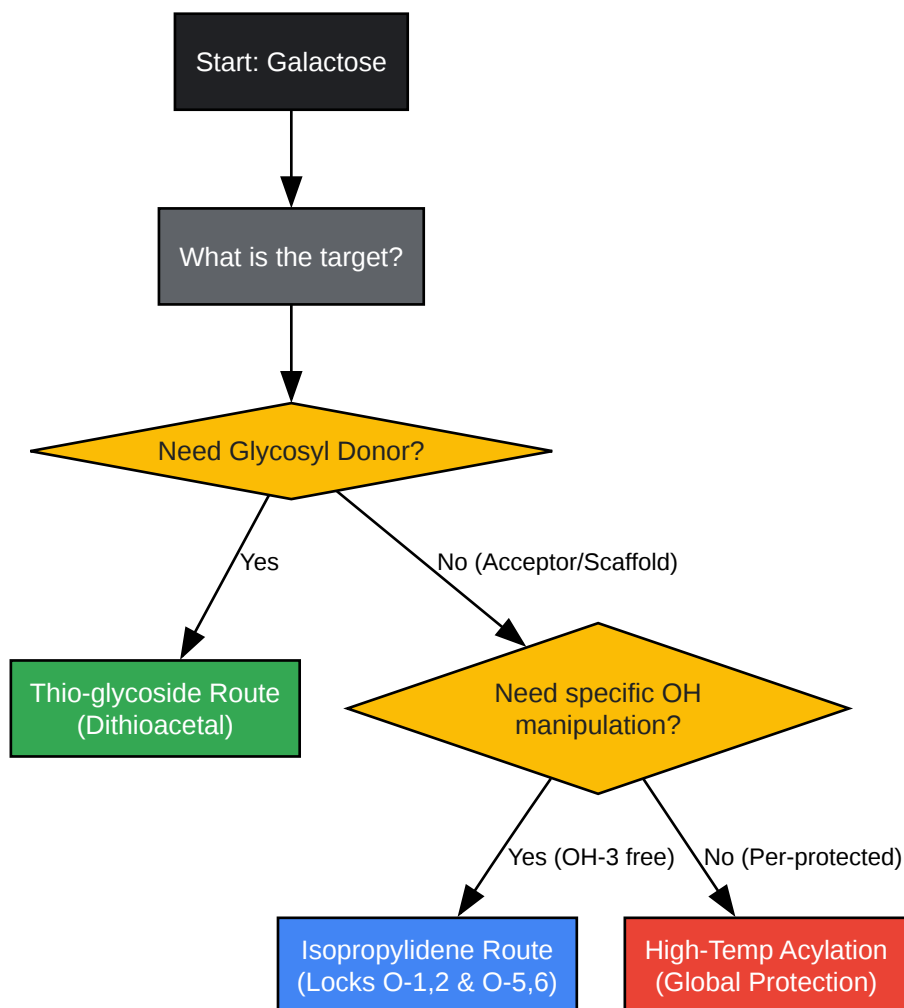 Start: Galactose
What is the target?
Need Glycosyl Donor?
Yes
No (Acceptor/Scaffold)
Thio-glycoside Route
(Dithioacetal)
Need specific OH
manipulation?
Yes (OH-3 free)
No (Per-protected)
Isopropylidene Route
(Locks O-1,2 & O-5,6)
High-Temp Acylation
(Global Protection)